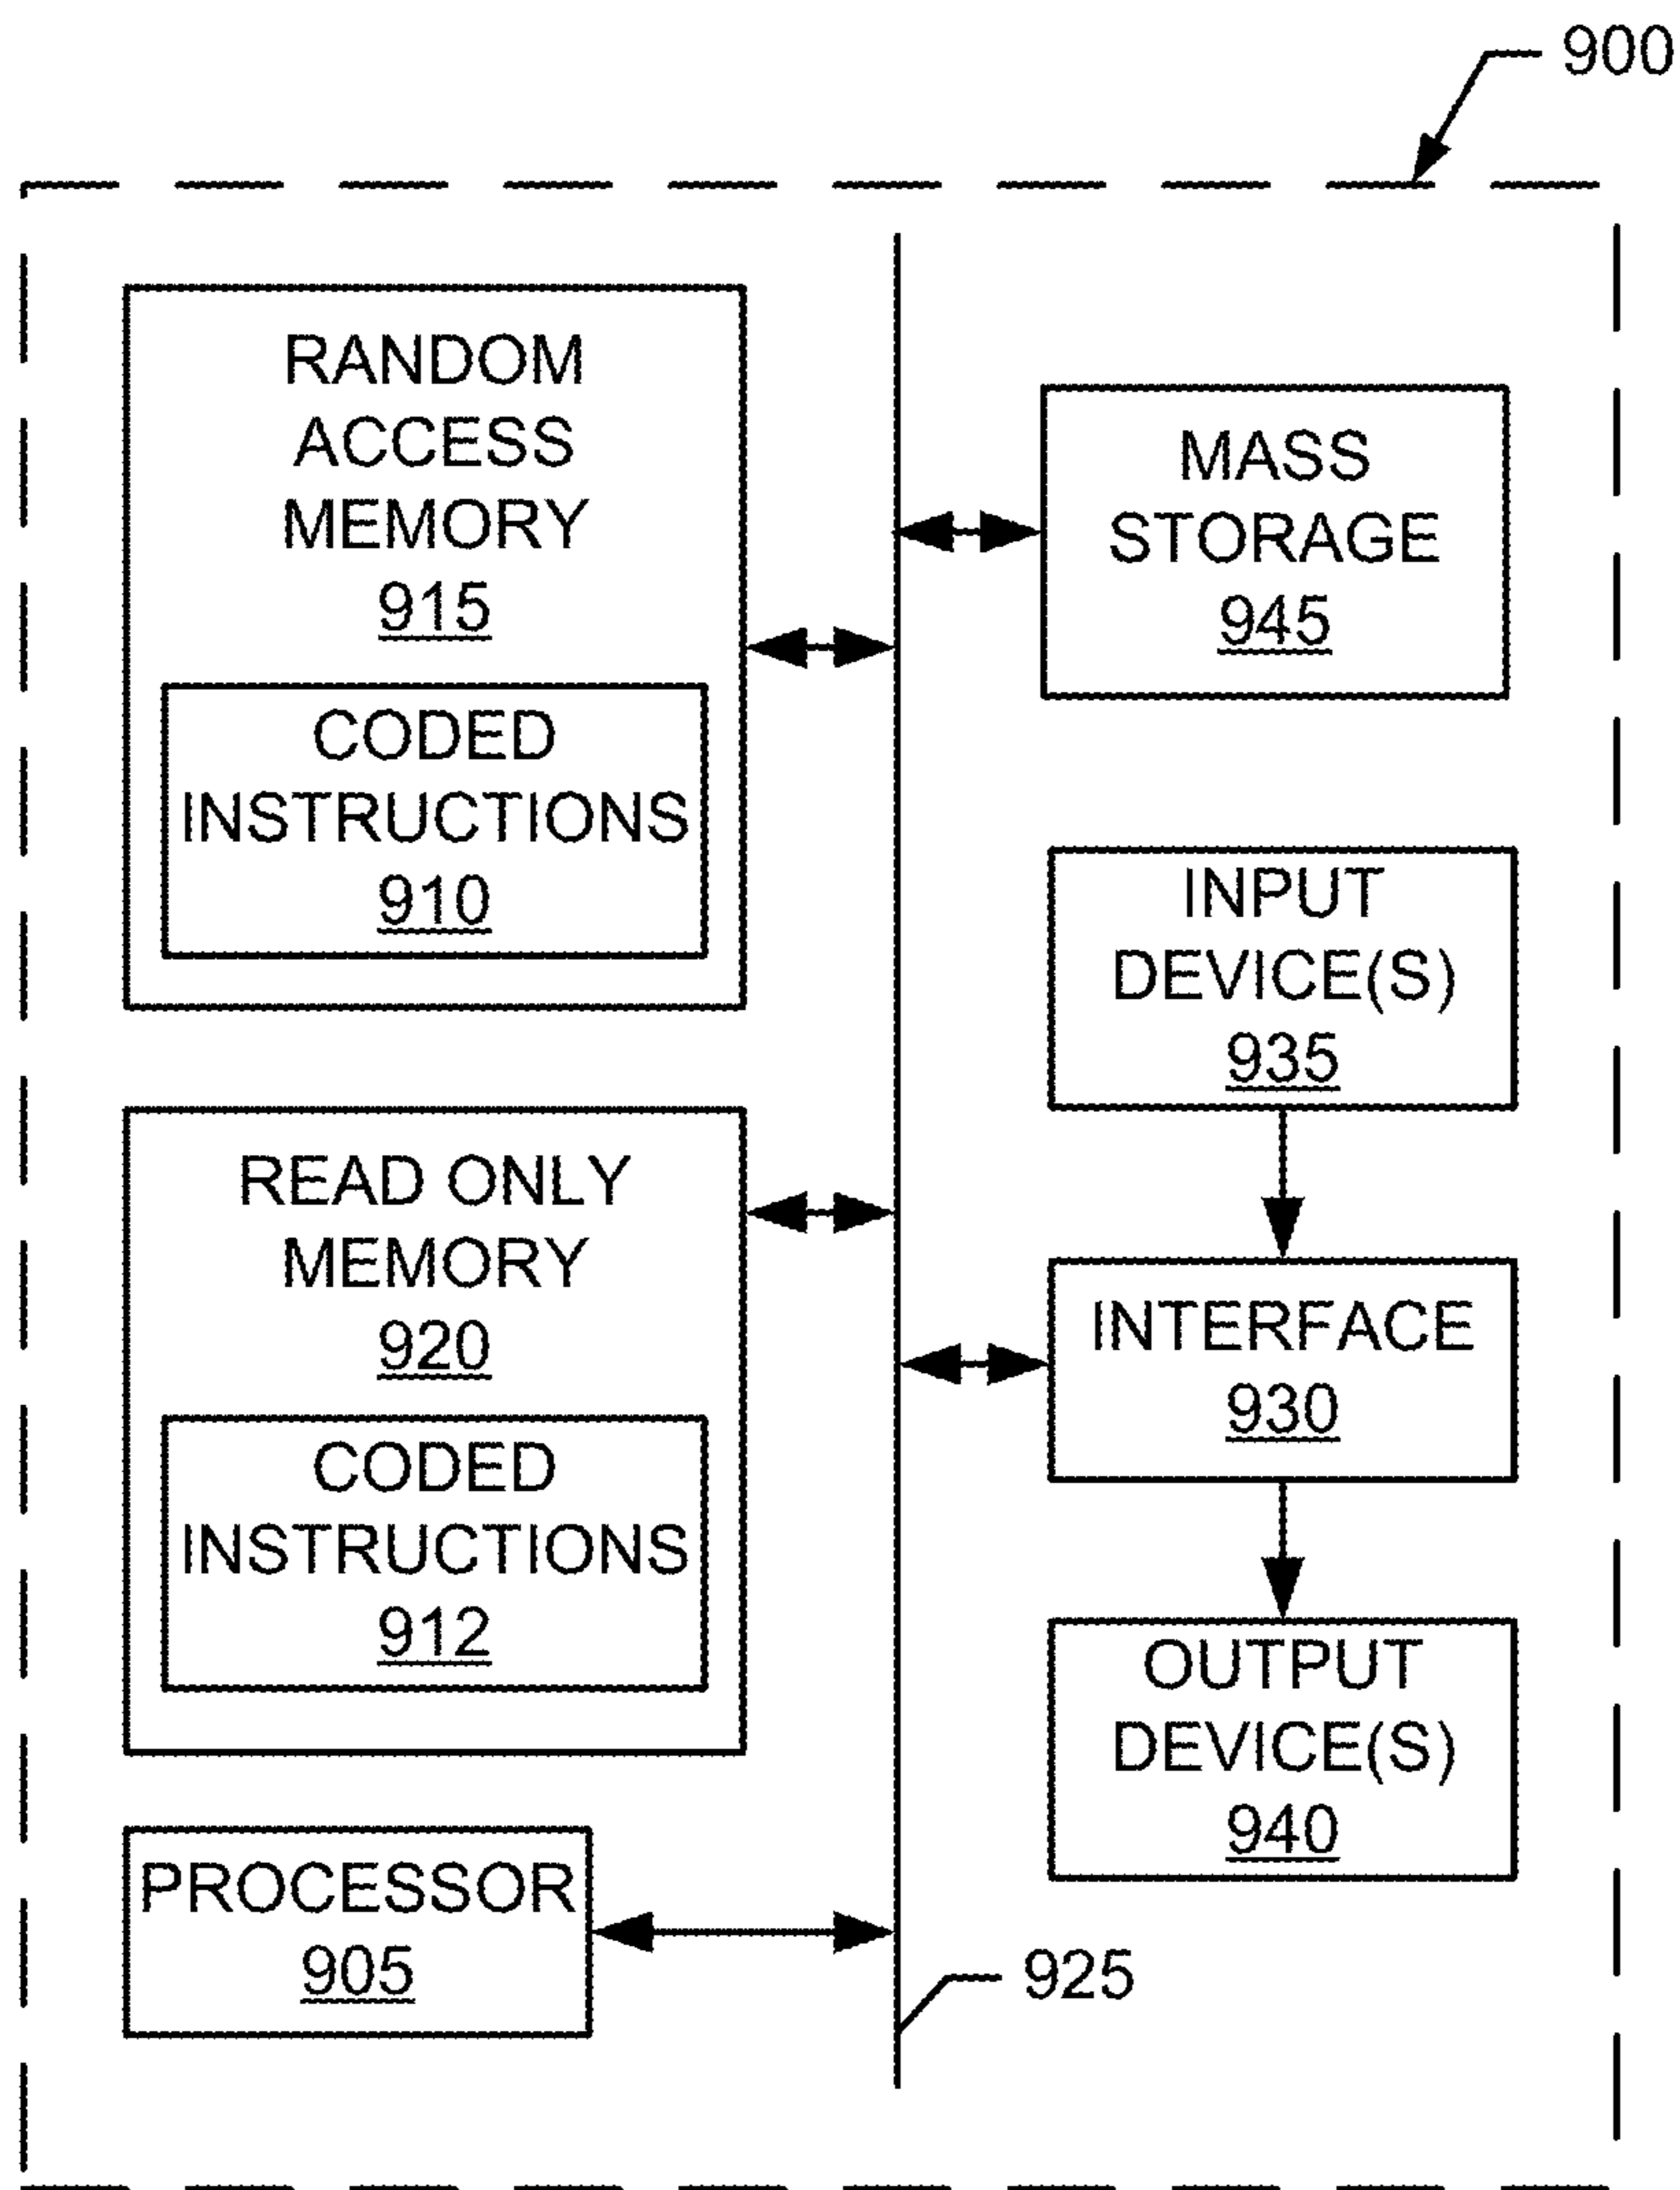 900
RANDOM
ACCESS
MEMORY
915
CODED
INSTRUCTIONS
910
READ ONLY
MEMORY
920
CODED
INSTRUCTIONS
912
PROCESSOR
905
MASS
STORAGE
945
INPUT
DEVICE(S)
935
INTERFACE
930
OUTPUT
DEVICE(S)
940
925